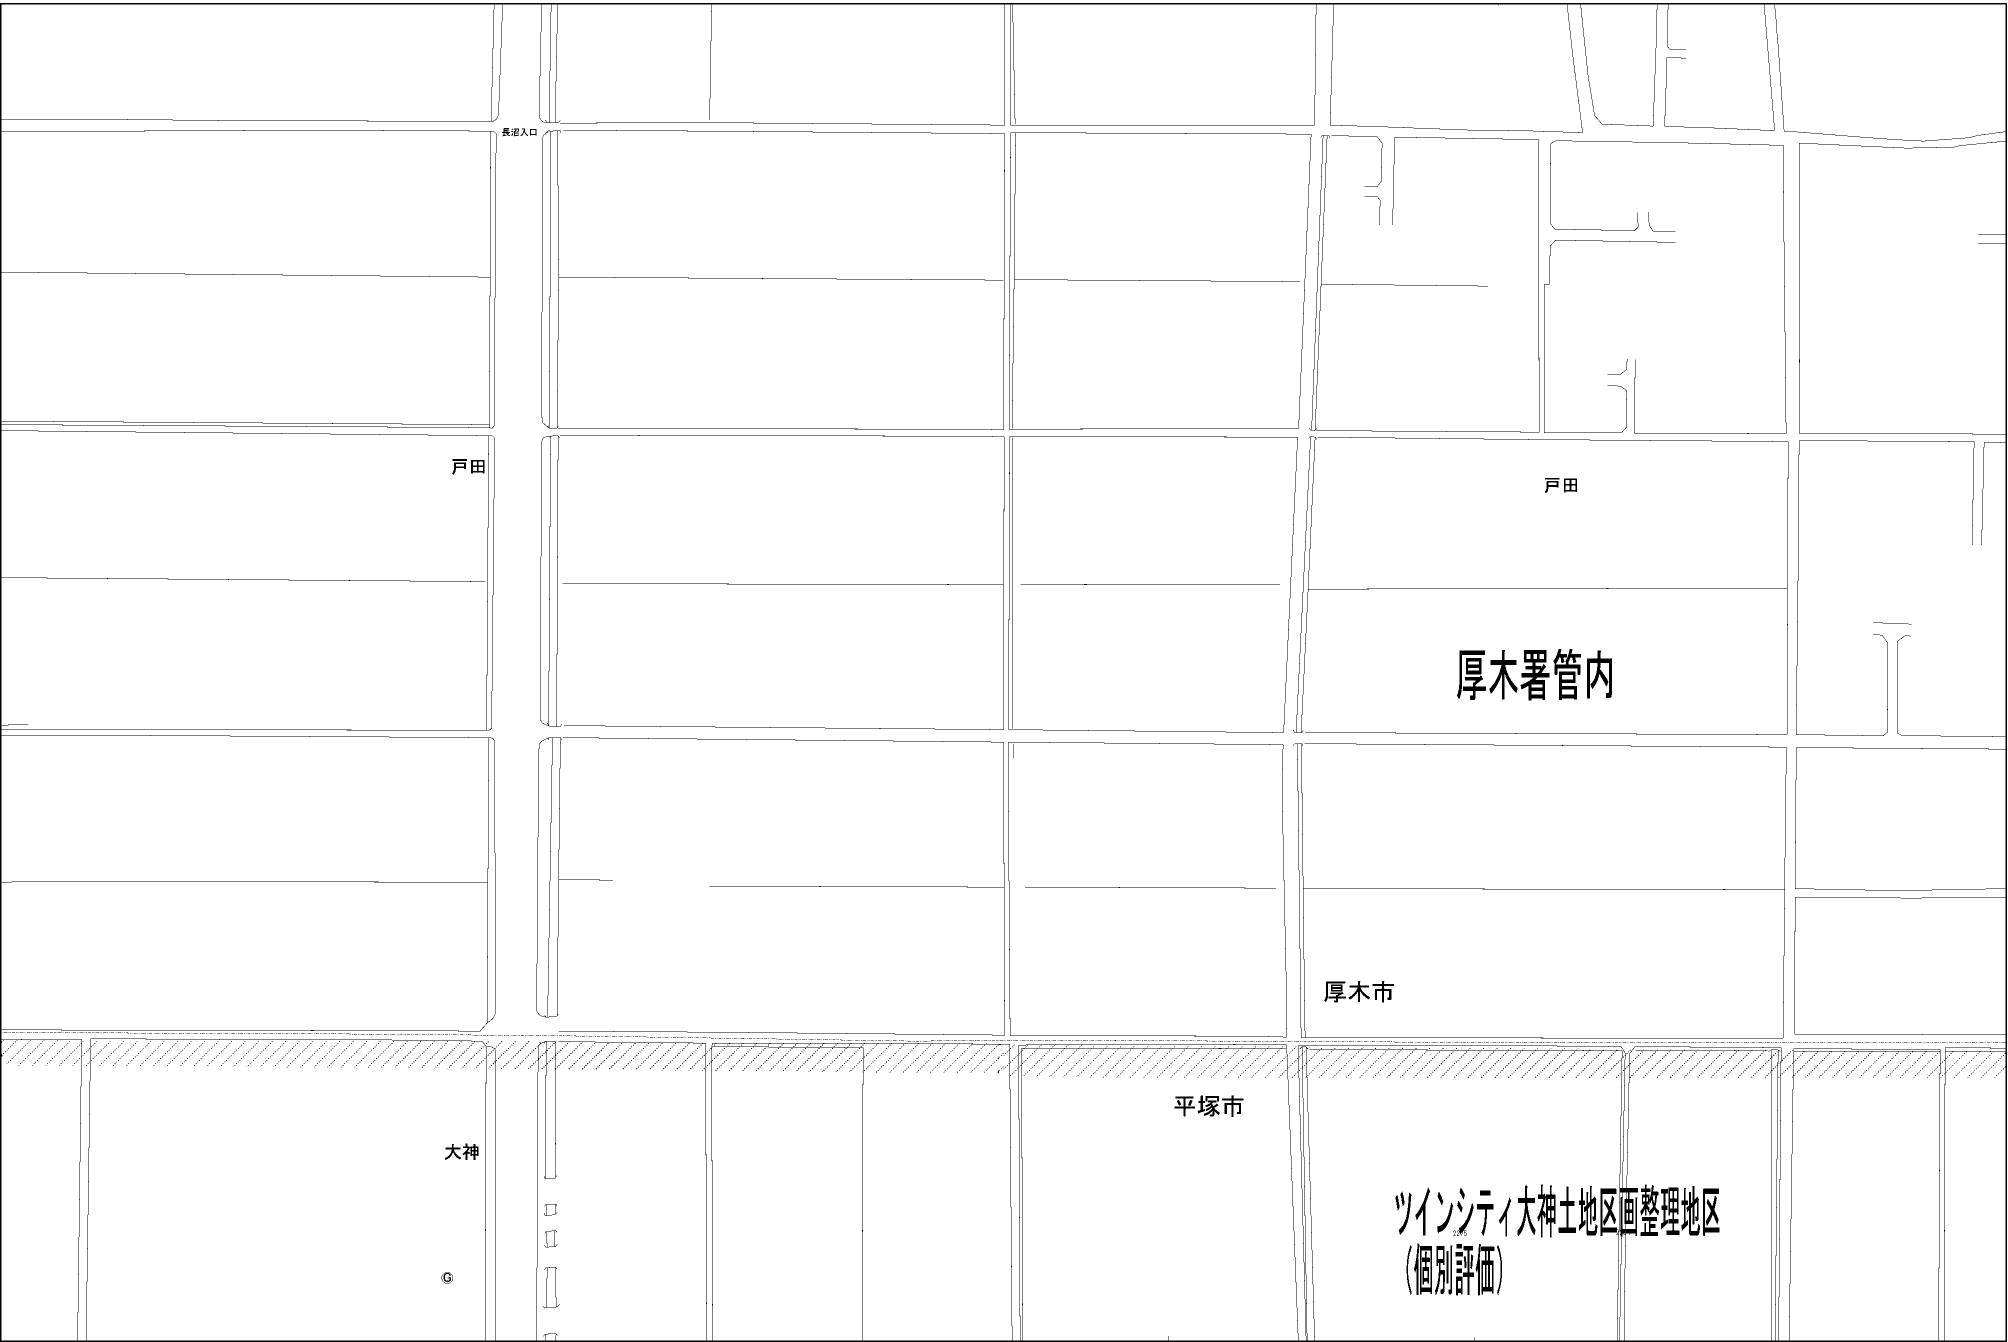 長沼入口
戸田
戸田
厚木署管内
厚木市
平塚市
大神
ツインシティ大神土地区画整理地区
（個別評価）
G